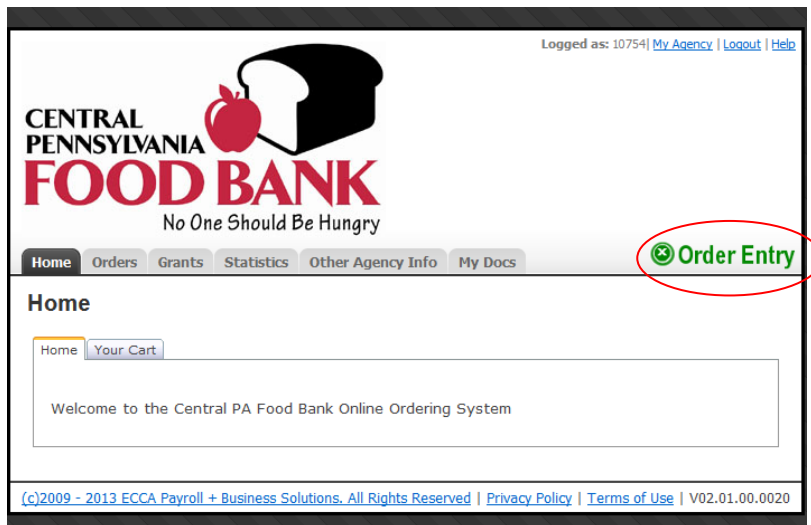 Logged as: 10754| My Agency | Logout | Help
CENTRAL
PENNSYLVANIA
FOOD BANK
No One Should Be Hungry
Home Orders Grants Statistics Other Agency Info My Docs
Order Entry
Home
Home Your Cart
Welcome to the Central PA Food Bank Online Ordering System
(c)2009 - 2013 ECCA Payroll + Business Solutions. All Rights Reserved | Privacy Policy | Terms of Use | V02.01.00.0020